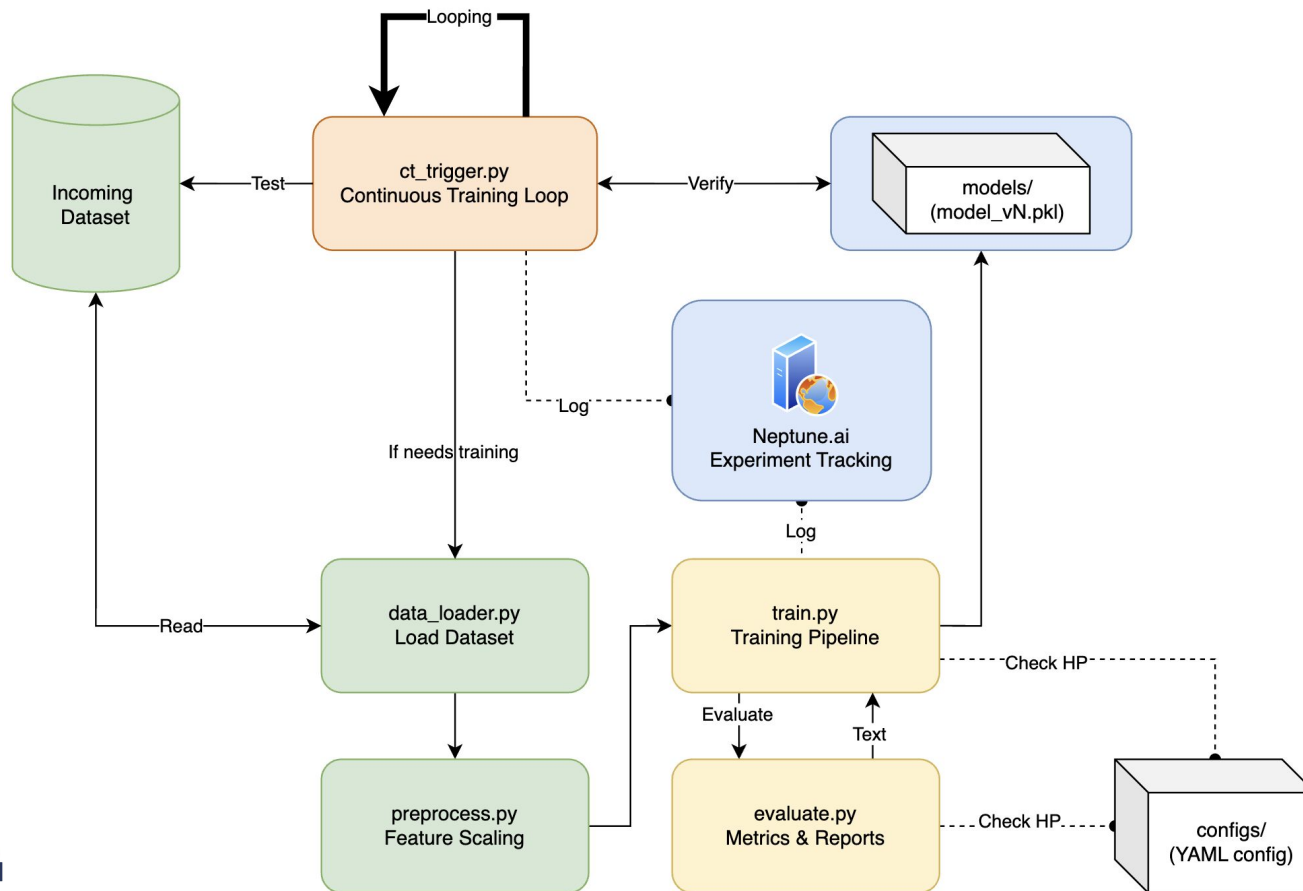 Looping
Incoming
Dataset
Test
ct_trigger.py
Continuous Training Loop
Verify
models/
(model_vN.pkl)
Neptune.ai
Experiment Tracking
Log
If needs training
Log
Read
data_loader.py
Load Dataset
train.py
Training Pipeline
Check HP
Evaluate
Text
preprocess.py
Feature Scaling
evaluate.py
Metrics & Reports
Check HP
configs/
(YAML config)